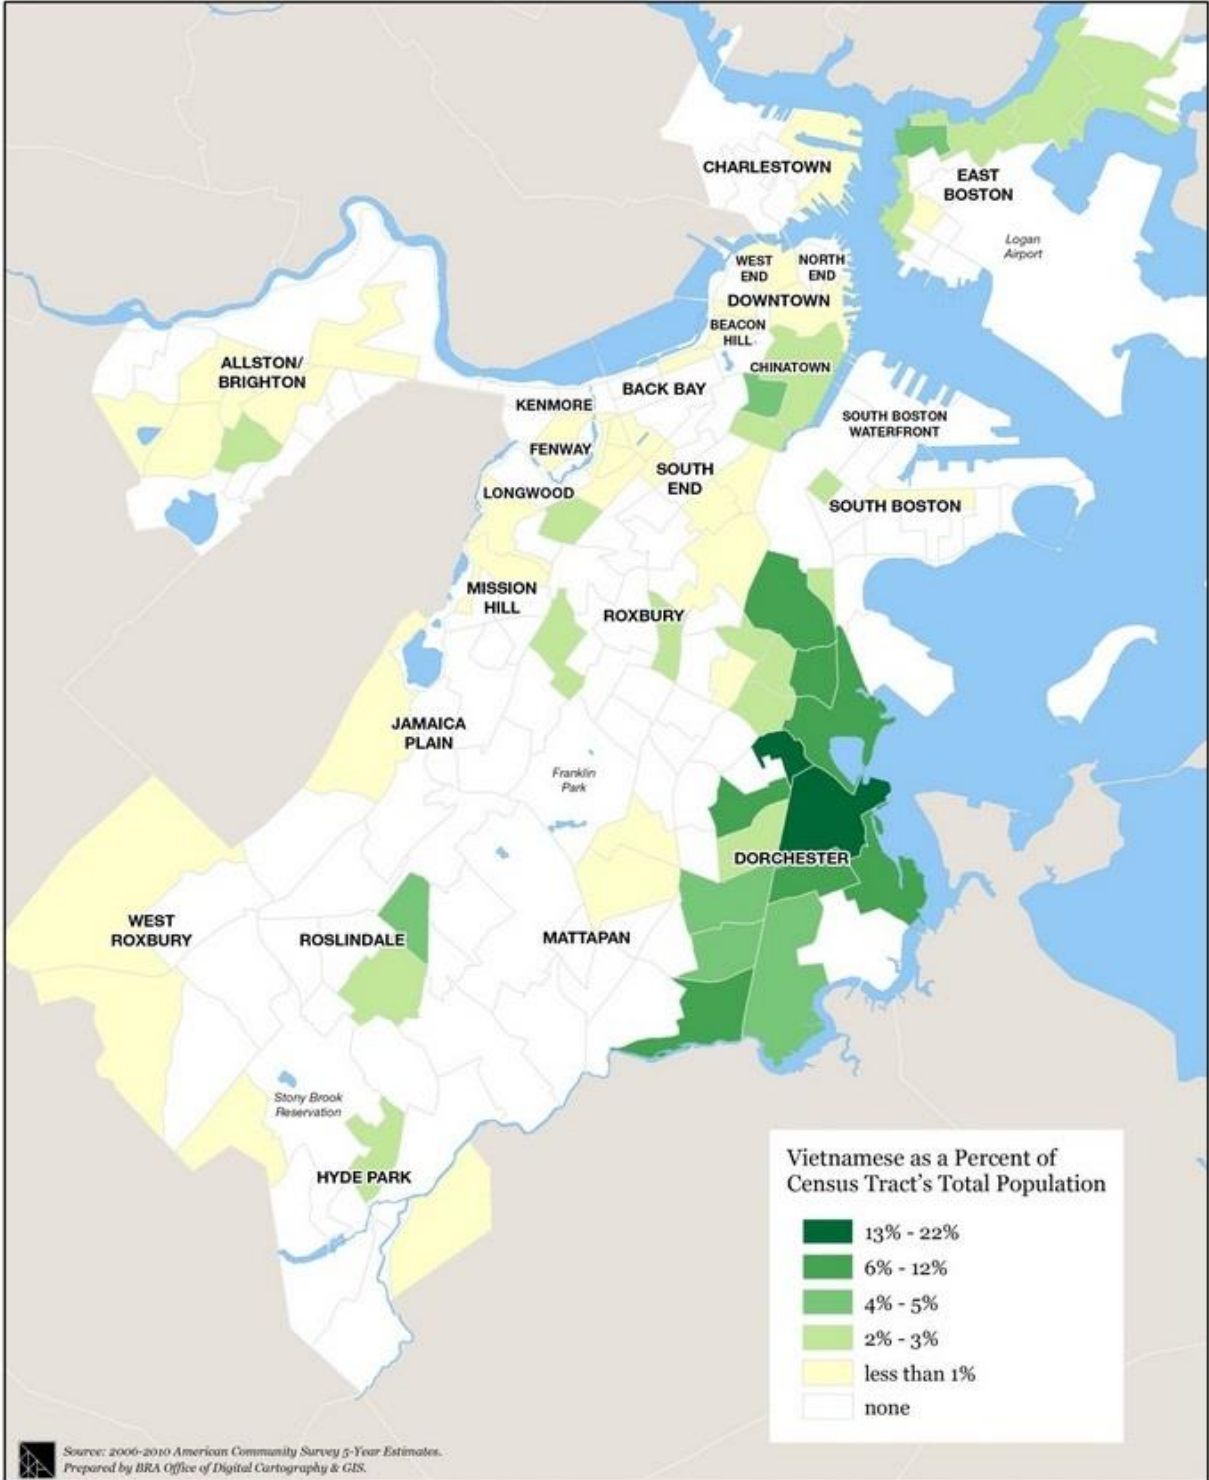 CHARLESTOWN
EAST
BOSTON
Logan
Airport
WEST
END
NORTH
END
DOWNTOWN
BEACON
HILL
CHINATOWN
ALLSTON/
BRIGHTON
BACK BAY
KENMORE
SOUTH BOSTON
WATERFRONT
FENWAY
SOUTH
END
LONGWOOD
SOUTH BOSTON
MISSION
HILL
ROXBURY
JAMAICA
PLAIN
Franklin
Park
DORCHESTER
WEST
ROXBURY
ROSLINDALE
MATTAPAN
Stony Brook
Reservation
HYDE PARK
Vietnamese as a Percent of
Census Tract's Total Population
13% - 22%
6% - 12%
4% - 5%
2% - 3%
less than 1%
none
Source: 2006-2010 American Community Survey 5-Year Estimates.
Prepared by BRA Office of Digital Cartography & GIS.